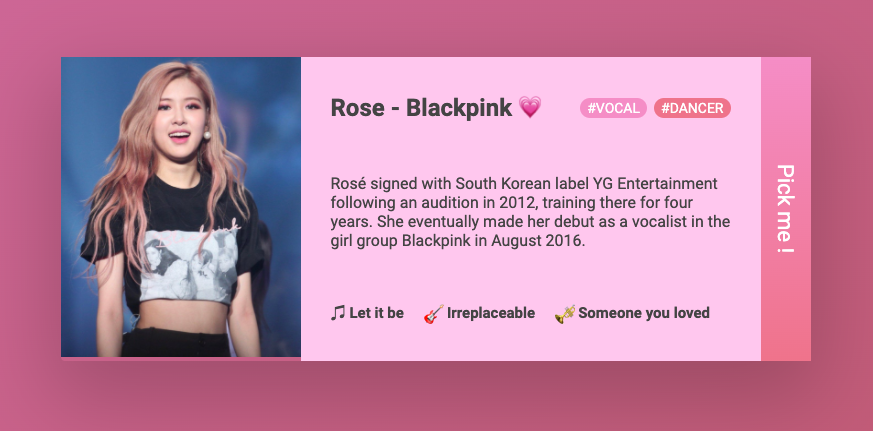 Rose - Blackpink 💗
#VOCAL #DANCER
Rosé signed with South Korean label YG Entertainment
following an audition in 2012, training there for four
years. She eventually made her debut as a vocalist in the
girl group Blackpink in August 2016.
🎵 Let it be 🎸 Irreplaceable 🎺 Someone you loved
Pick me !